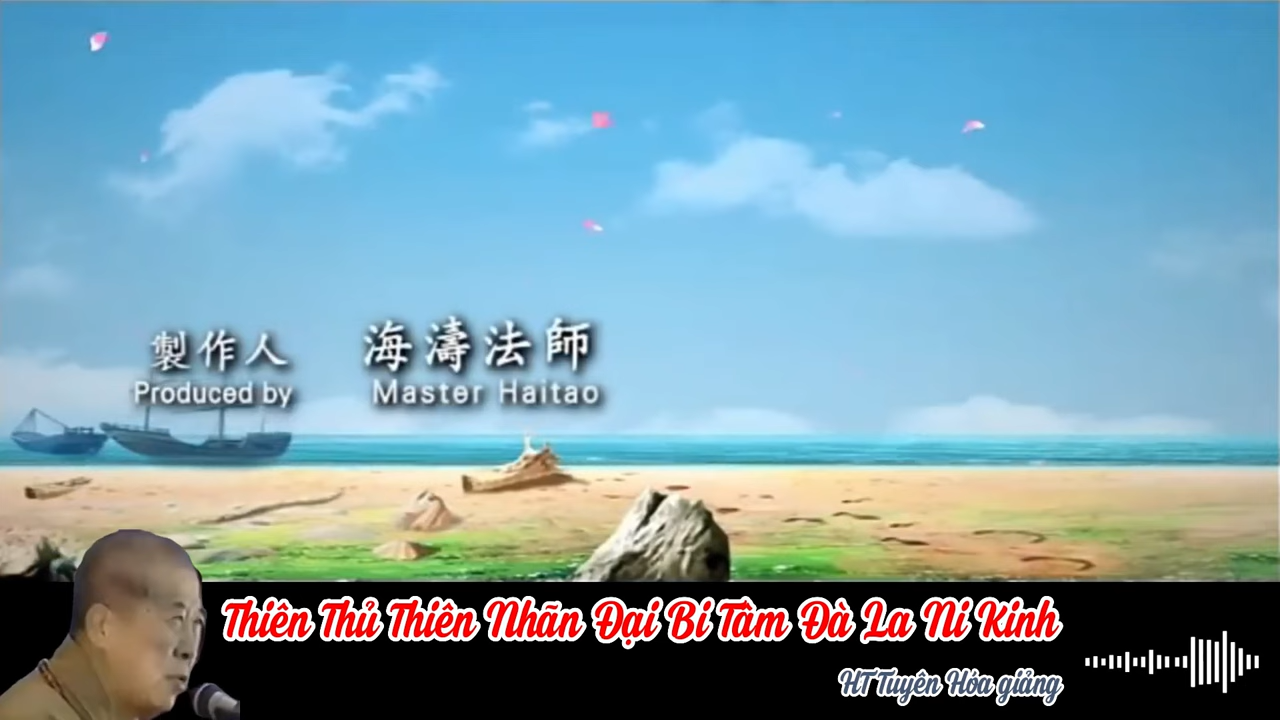 製作人 海濤法師
Produced by Master Haitao
Thiên Thủ Thiên Nhãn Đại Bi Tâm Đà La Ni Kinh
HT Tuyên Hóa giảng